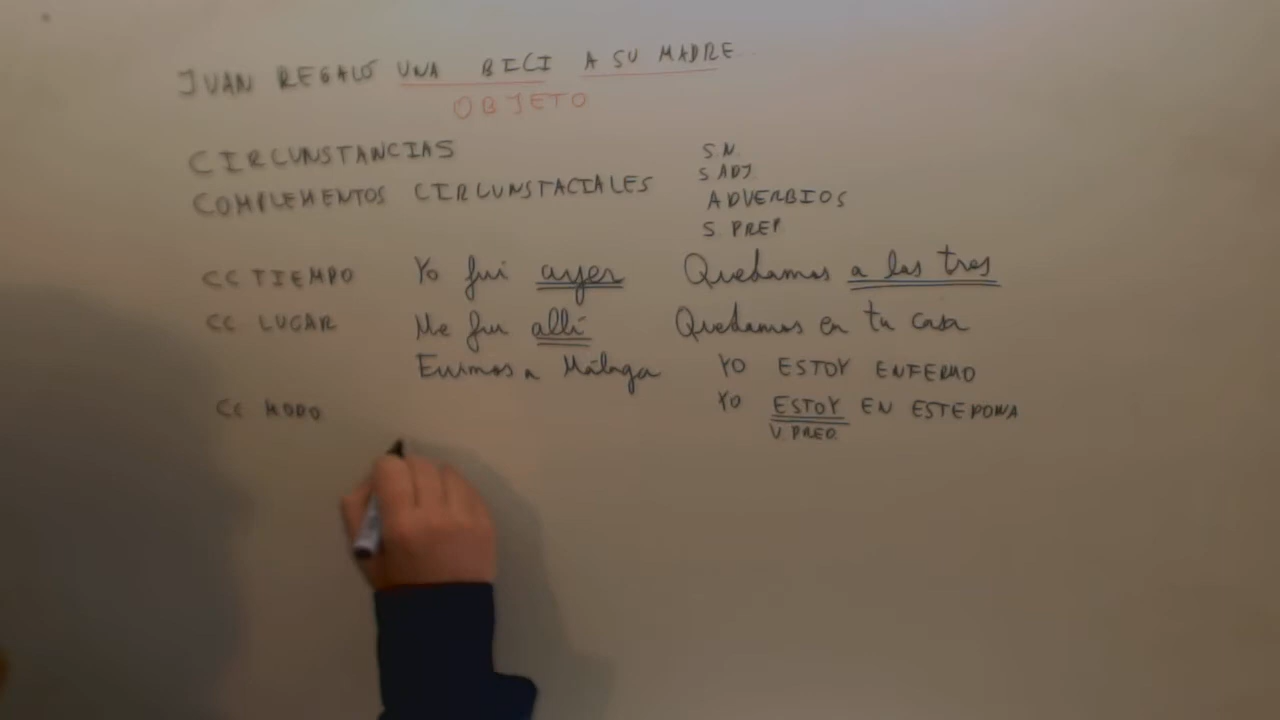 JUAN REGALÓ UNA BICI A SU MADRE
OBJETO
CIRCUNSTANCIAS
COMPLEMENTOS CIRCUNSTACIALES
S.N.
S ADJ
ADVERBIOS
S. PREP
CC TIEMPO Yo fui ayer Quedamos a las tres
CC LUGAR Me fui allí Quedamos en tu casa
Fuimos a Málaga YO ESTOY ENFERMO
CC MODO YO ESTOY EN ESTEPONA
V. PRED.